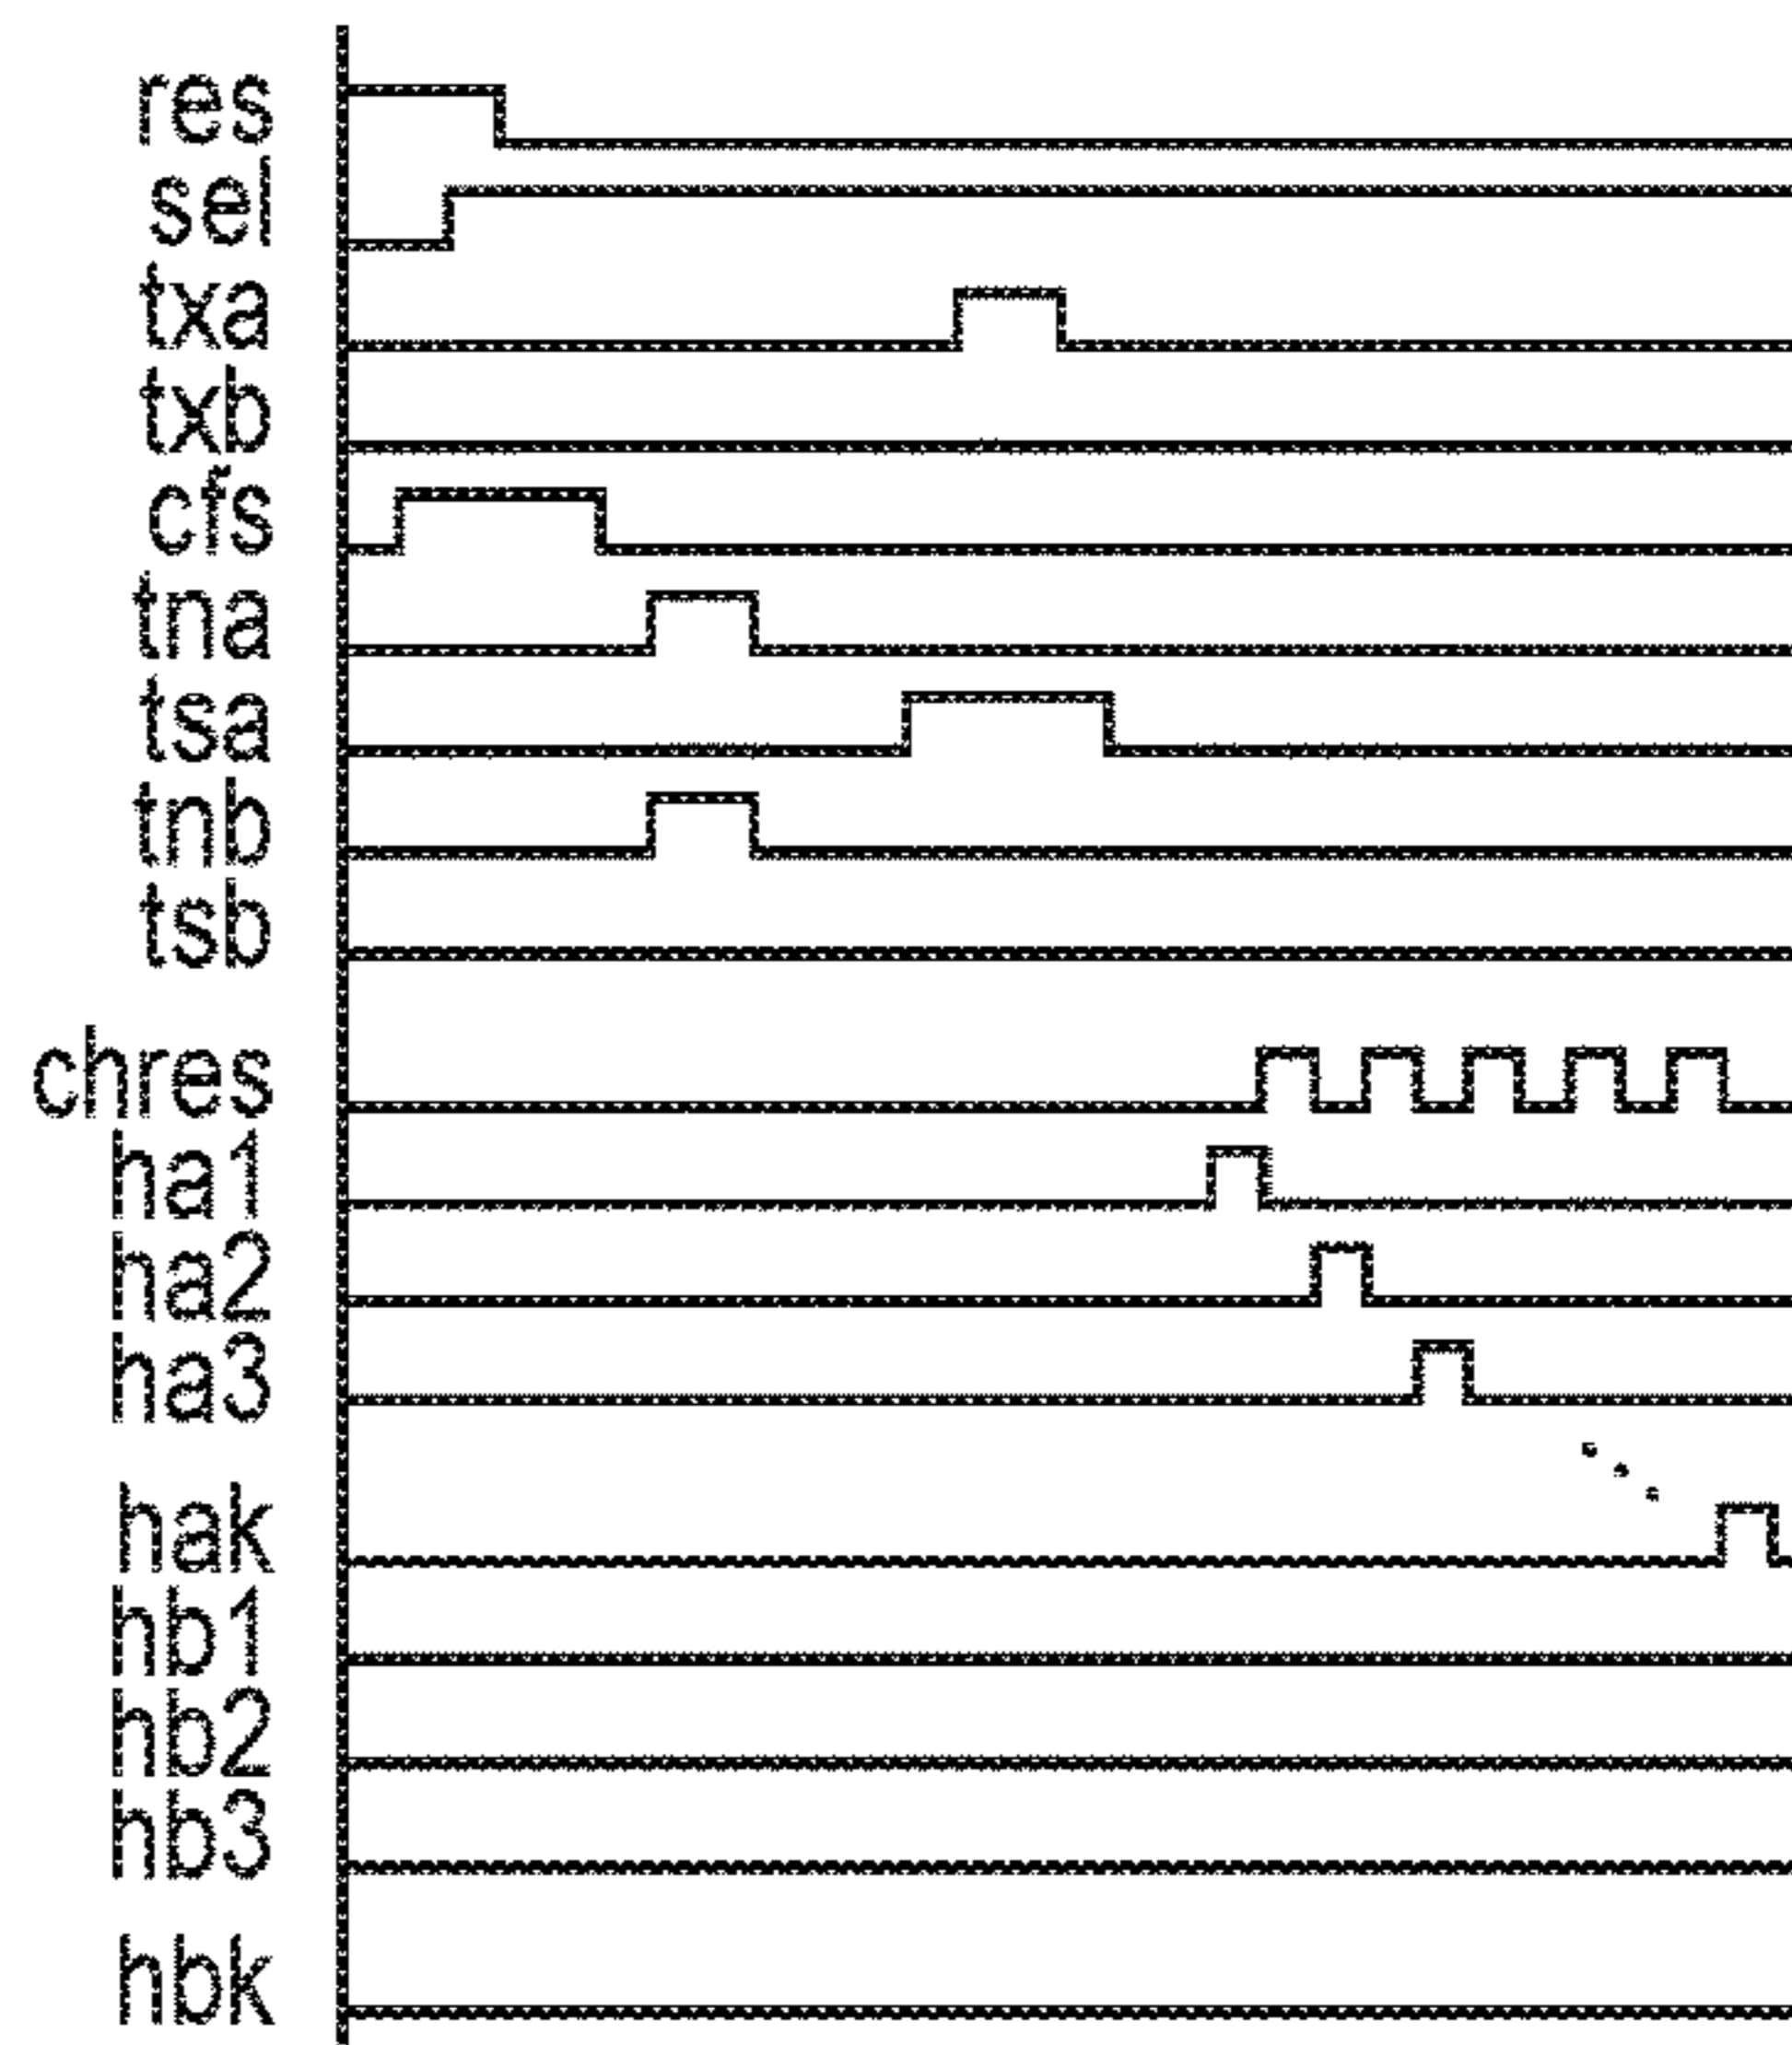 res
sel
txa
txb
cfs
tna
tsa
tnb
tsb
chres
ha1
ha2
ha3
hak
hb1
hb2
hb3
hbk